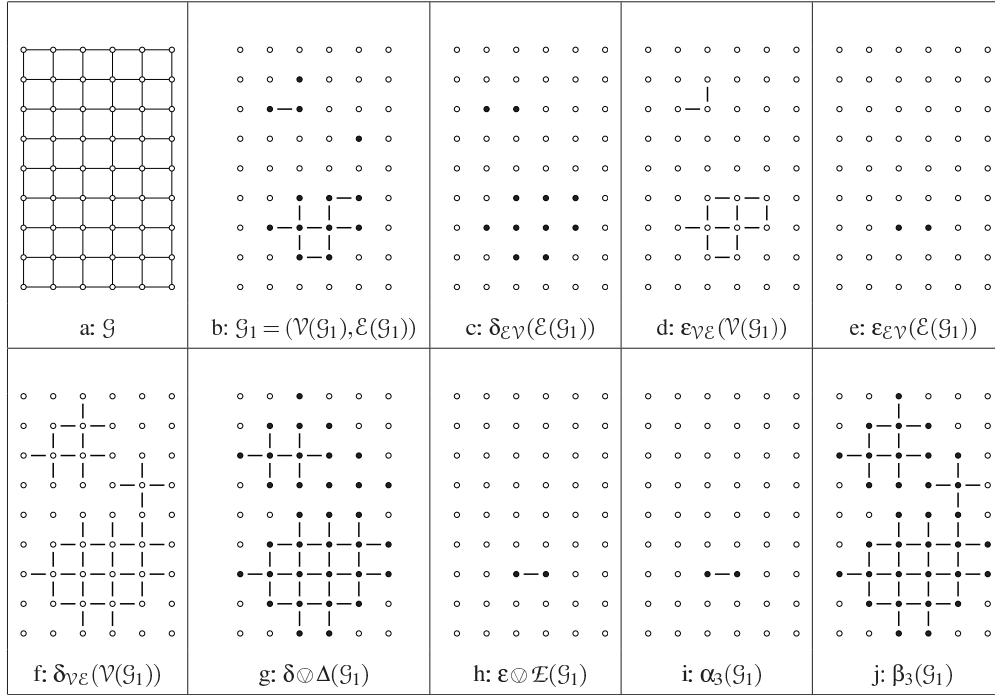 a: 𝒢
b: 𝒢₁ = (𝒱(𝒢₁), ℰ(𝒢₁))
c: δ_ℰ𝒱(ℰ(𝒢₁))
d: ε_𝒱ℰ(𝒱(𝒢₁))
e: ε_ℰ𝒱(ℰ(𝒢₁))
f: δ_𝒱ℰ(𝒱(𝒢₁))
g: δ⦸Δ(𝒢₁)
h: ε⦸ℰ(𝒢₁)
i: α₃(𝒢₁)
j: β₃(𝒢₁)